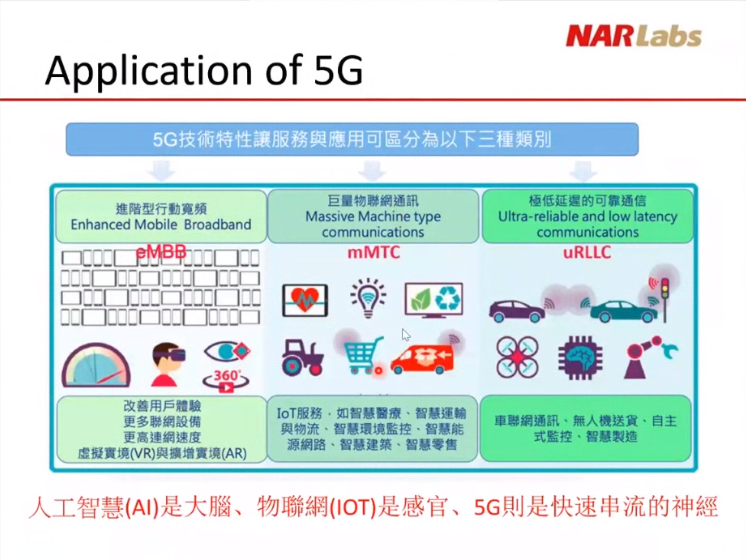 NARLabs
Application of 5G
5G技術特性讓服務與應用可區分為以下三種類別
進階型行動寬頻
Enhanced Mobile Broadband
eMBB
巨量物聯網通訊
Massive Machine type
communications
mMTC
極低延遲的可靠通信
Ultra-reliable and low latency
communications
uRLLC
360°
改善用戶體驗
更多聯網設備
更高連網速度
虛擬實境(VR)與擴增實境(AR)
IoT服務，如智慧醫療、智慧運輸
與物流、智慧環境監控、智慧能
源網路、智慧建築、智慧零售
車聯網通訊、無人機送貨、自主
式監控、智慧製造
人工智慧(AI)是大腦、物聯網(IOT)是感官、5G則是快速串流的神經